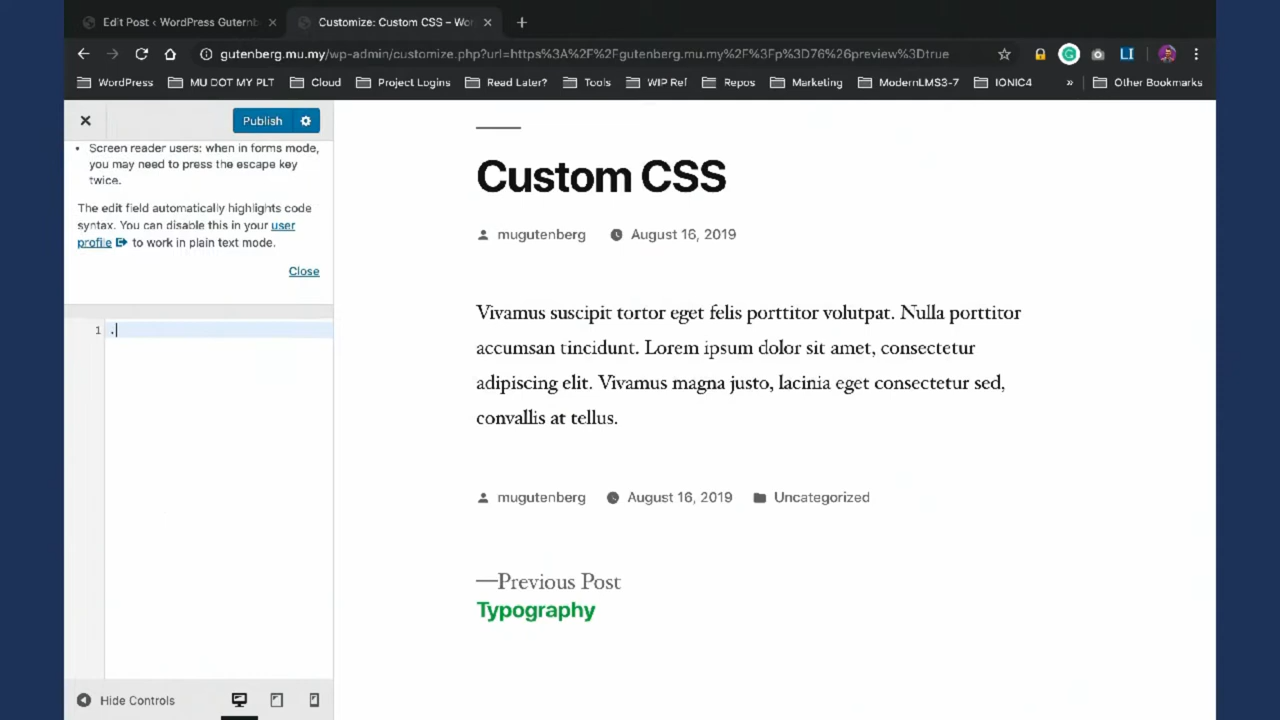 Edit Post ‹ WordPress Gutenb
Customize: Custom CSS – Wor
gutenberg.mu.my/wp-admin/customize.php?url=https%3A%2F%2Fgutenberg.mu.my%2F%3Fp%3D76%26preview%3Dtrue
WordPress MU DOT MY PLT Cloud Project Logins Read Later? Tools WIP Ref Repos Marketing ModernLMS3-7 IONIC4 » Other Bookmarks
Publish
• Screen reader users: when in forms mode,
you may need to press the escape key
twice.
The edit field automatically highlights code
syntax. You can disable this in your user
profile to work in plain text mode.
Close
1 .
Hide Controls
Custom CSS
mugutenberg August 16, 2019
Vivamus suscipit tortor eget felis porttitor volutpat. Nulla porttitor
accumsan tincidunt. Lorem ipsum dolor sit amet, consectetur
adipiscing elit. Vivamus magna justo, lacinia eget consectetur sed,
convallis at tellus.
mugutenberg August 16, 2019 Uncategorized
—Previous Post
Typography